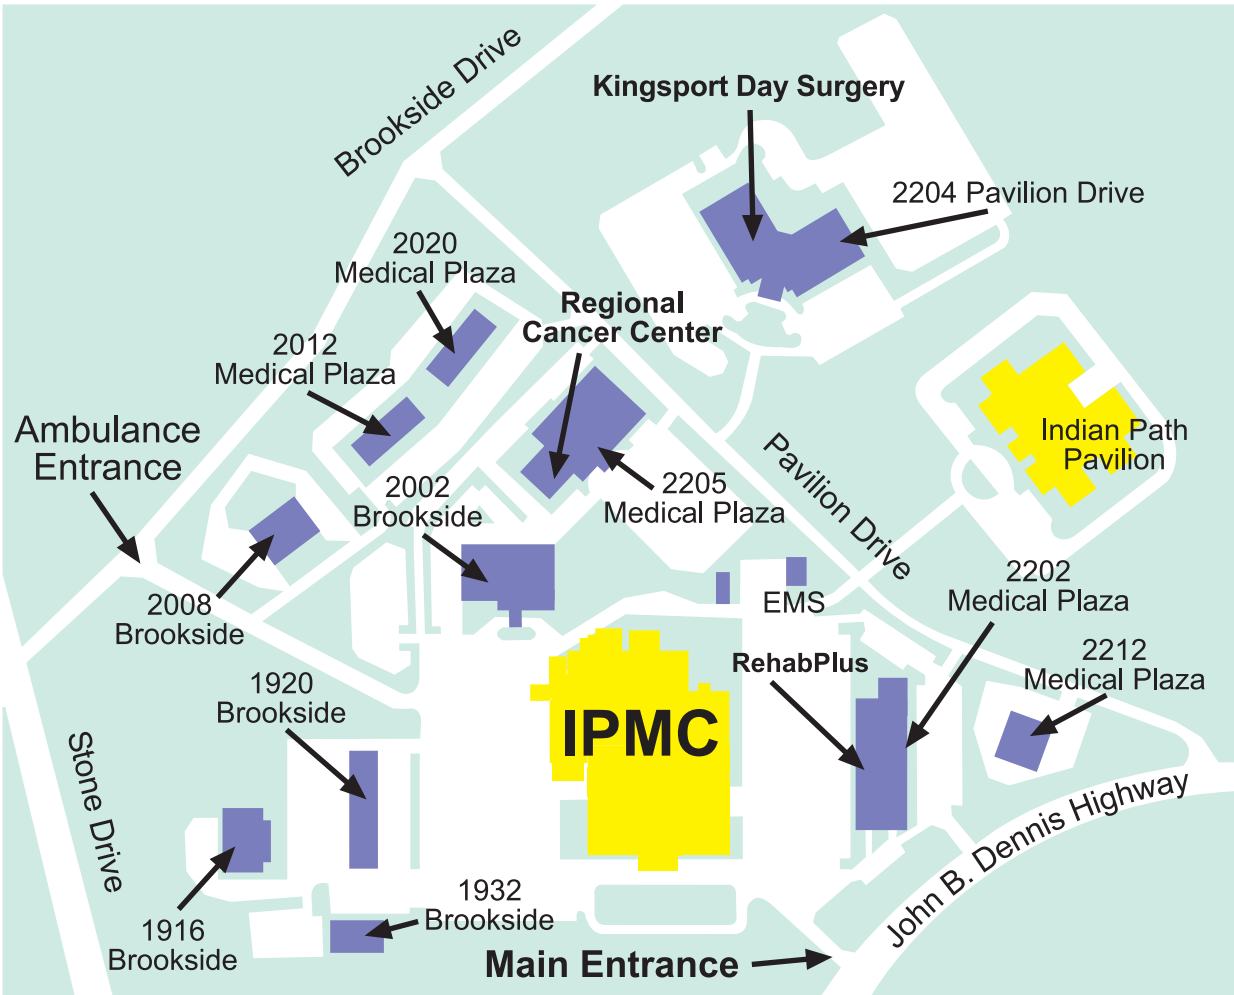 Brookside Drive
Kingsport Day Surgery
2204 Pavilion Drive
2020
Medical Plaza
Regional
Cancer Center
2012
Medical Plaza
Ambulance
Entrance
Indian Path
Pavilion
Pavilion Drive
2002
Brookside
2205
Medical Plaza
2008
Brookside
EMS
2202
Medical Plaza
RehabPlus
2212
Medical Plaza
1920
Brookside
IPMC
Stone Drive
John B. Dennis Highway
1932
Brookside
1916
Brookside
Main Entrance